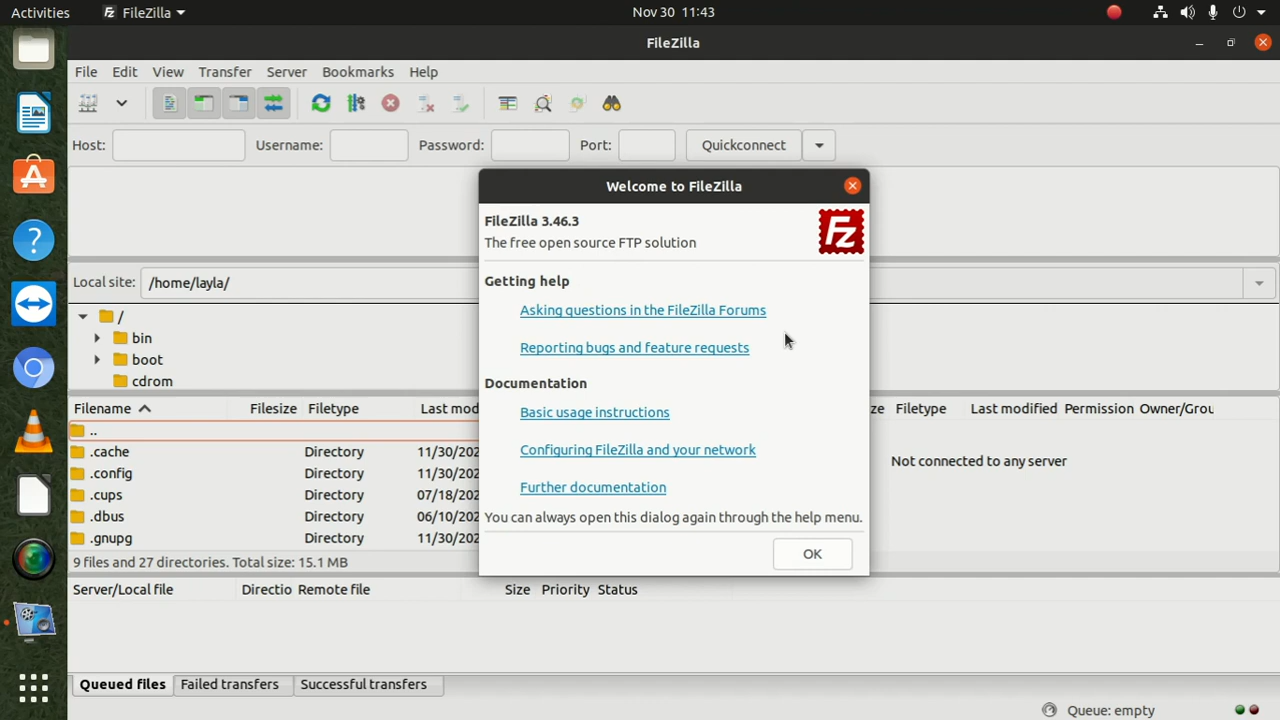 Activities FileZilla Nov 30 11:43
FileZilla
File Edit View Transfer Server Bookmarks Help
Host: Username: Password: Port: Quickconnect
Welcome to FileZilla
FileZilla 3.46.3
The free open source FTP solution
Fz
Getting help
Asking questions in the FileZilla Forums
Reporting bugs and feature requests
Documentation
Basic usage instructions
Configuring FileZilla and your network
Further documentation
You can always open this dialog again through the help menu.
OK
Local site: /home/layla/
/
bin
boot
cdrom
Filename Filesize Filetype Last mod
..
.cache Directory 11/30/202
.config Directory 11/30/202
.cups Directory 07/18/202
.dbus Directory 06/10/202
.gnupg Directory 11/30/202
9 files and 27 directories. Total size: 15.1 MB
ze Filetype Last modified Permission Owner/Grou
Not connected to any server
Server/Local file Directio Remote file Size Priority Status
Queued files Failed transfers Successful transfers
Queue: empty